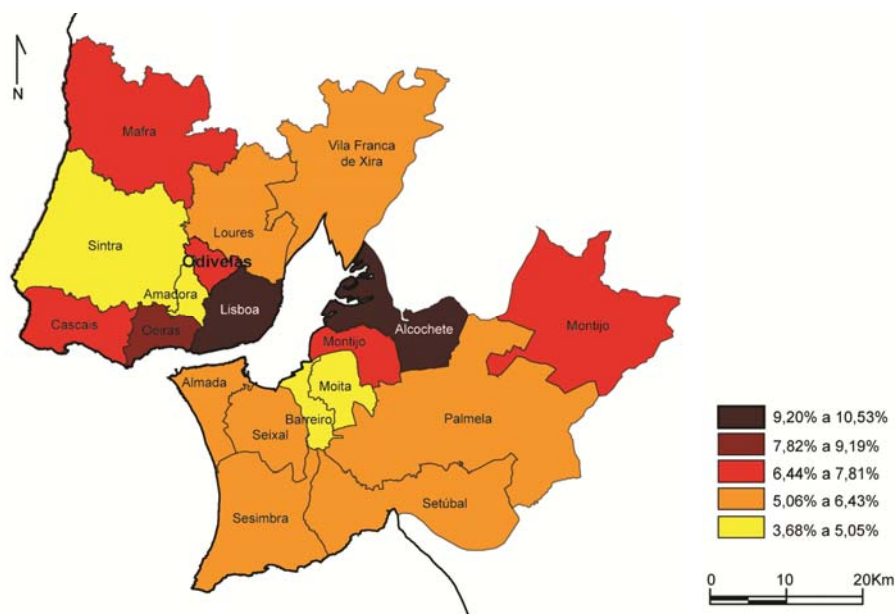 N
Mafra
Vila Franca
de Xira
Loures
Sintra
Odivelas
Amadora
Lisboa
Cascais
Oeiras
Alcochete
Montijo
Montijo
Almada
Moita
Barreiro
Seixal
Palmela
Sesimbra
Setúbal
9,20% a 10,53%
7,82% a 9,19%
6,44% a 7,81%
5,06% a 6,43%
3,68% a 5,05%
0 10 20Km